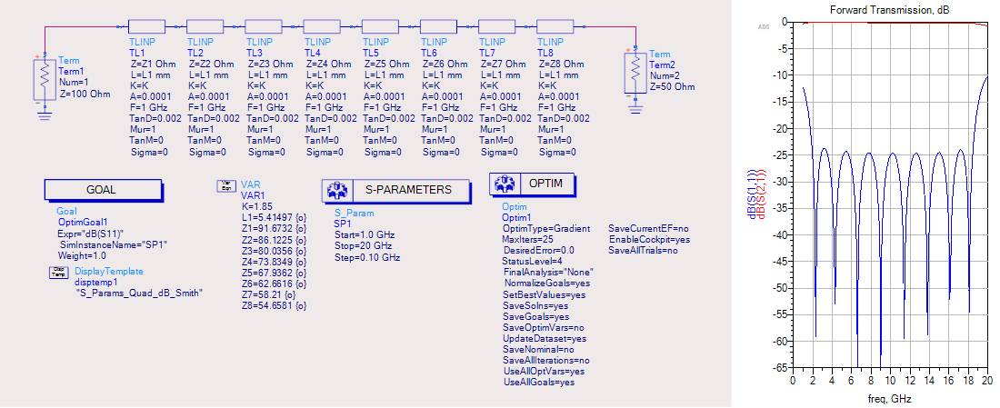 Term
Term1
Num=1
Z=100 Ohm
TLINP
TL1
Z=Z1 Ohm
L=L1 mm
K=K
A=0.0001
F=1 GHz
TanD=0.002
Mur=1
TanM=0
Sigma=0
TLINP
TL2
Z=Z2 Ohm
L=L1 mm
K=K
A=0.0001
F=1 GHz
TanD=0.002
Mur=1
TanM=0
Sigma=0
TLINP
TL3
Z=Z3 Ohm
L=L1 mm
K=K
A=0.0001
F=1 GHz
TanD=0.002
Mur=1
TanM=0
Sigma=0
TLINP
TL4
Z=Z4 Ohm
L=L1 mm
K=K
A=0.0001
F=1 GHz
TanD=0.002
Mur=1
TanM=0
Sigma=0
TLINP
TL5
Z=Z5 Ohm
L=L1 mm
K=K
A=0.0001
F=1 GHz
TanD=0.002
Mur=1
TanM=0
Sigma=0
TLINP
TL6
Z=Z6 Ohm
L=L1 mm
K=K
A=0.0001
F=1 GHz
TanD=0.002
Mur=1
TanM=0
Sigma=0
TLINP
TL7
Z=Z7 Ohm
L=L1 mm
K=K
A=0.0001
F=1 GHz
TanD=0.002
Mur=1
TanM=0
Sigma=0
TLINP
TL8
Z=Z8 Ohm
L=L1 mm
K=K
A=0.0001
F=1 GHz
TanD=0.002
Mur=1
TanM=0
Sigma=0
Term
Term2
Num=2
Z=50 Ohm
GOAL
Goal
OptimGoal1
Expr="dB(S11)"
SimInstanceName="SP1"
Weight=1.0
Disp
Temp
DisplayTemplate
disptemp1
"S_Params_Quad_dB_Smith"
Var
Eqn
VAR
VAR1
K=1.85
L1=5.41497 {o}
Z1=91.6732 {o}
Z2=86.1225 {o}
Z3=80.0356 {o}
Z4=73.8349 {o}
Z5=67.9362 {o}
Z6=62.6616 {o}
Z7=58.21 {o}
Z8=54.6581 {o}
S-PARAMETERS
S_Param
SP1
Start=1.0 GHz
Stop=20 GHz
Step=0.10 GHz
OPTIM
Optim
Optim1
OptimType=Gradient
MaxIters=25
DesiredError=0.0
StatusLevel=4
FinalAnalysis="None"
NormalizeGoals=yes
SetBestValues=yes
SaveSolns=yes
SaveGoals=yes
SaveOptimVars=no
UpdateDataset=yes
SaveNominal=no
SaveAllIterations=no
UseAllOptVars=yes
UseAllGoals=yes
SaveCurrentEF=no
EnableCockpit=yes
SaveAllTrials=no
Forward Transmission, dB
ADS
dB(S(1,1))
dB(S(2,1))
0
-5
-10
-15
-20
-25
-30
-35
-40
-45
-50
-55
-60
-65
0 2 4 6 8 10 12 14 16 18 20
freq, GHz